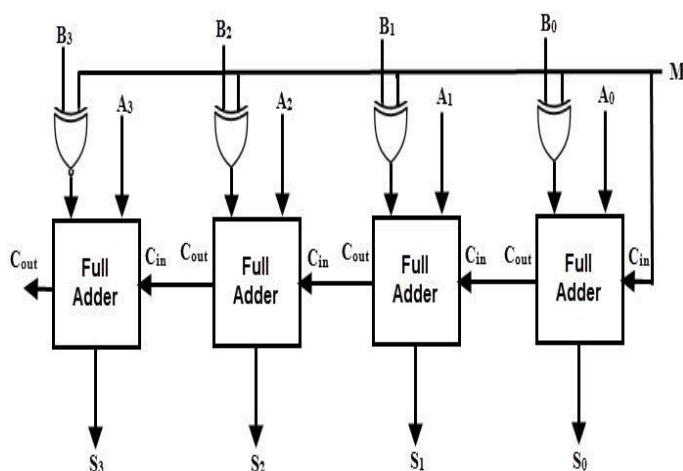 B3 B2 B1 B0
M
A3 A2 A1 A0
Cout Cin Cout Cin Cout Cin Cout Cin
Full Adder Full Adder Full Adder Full Adder
S3 S2 S1 S0